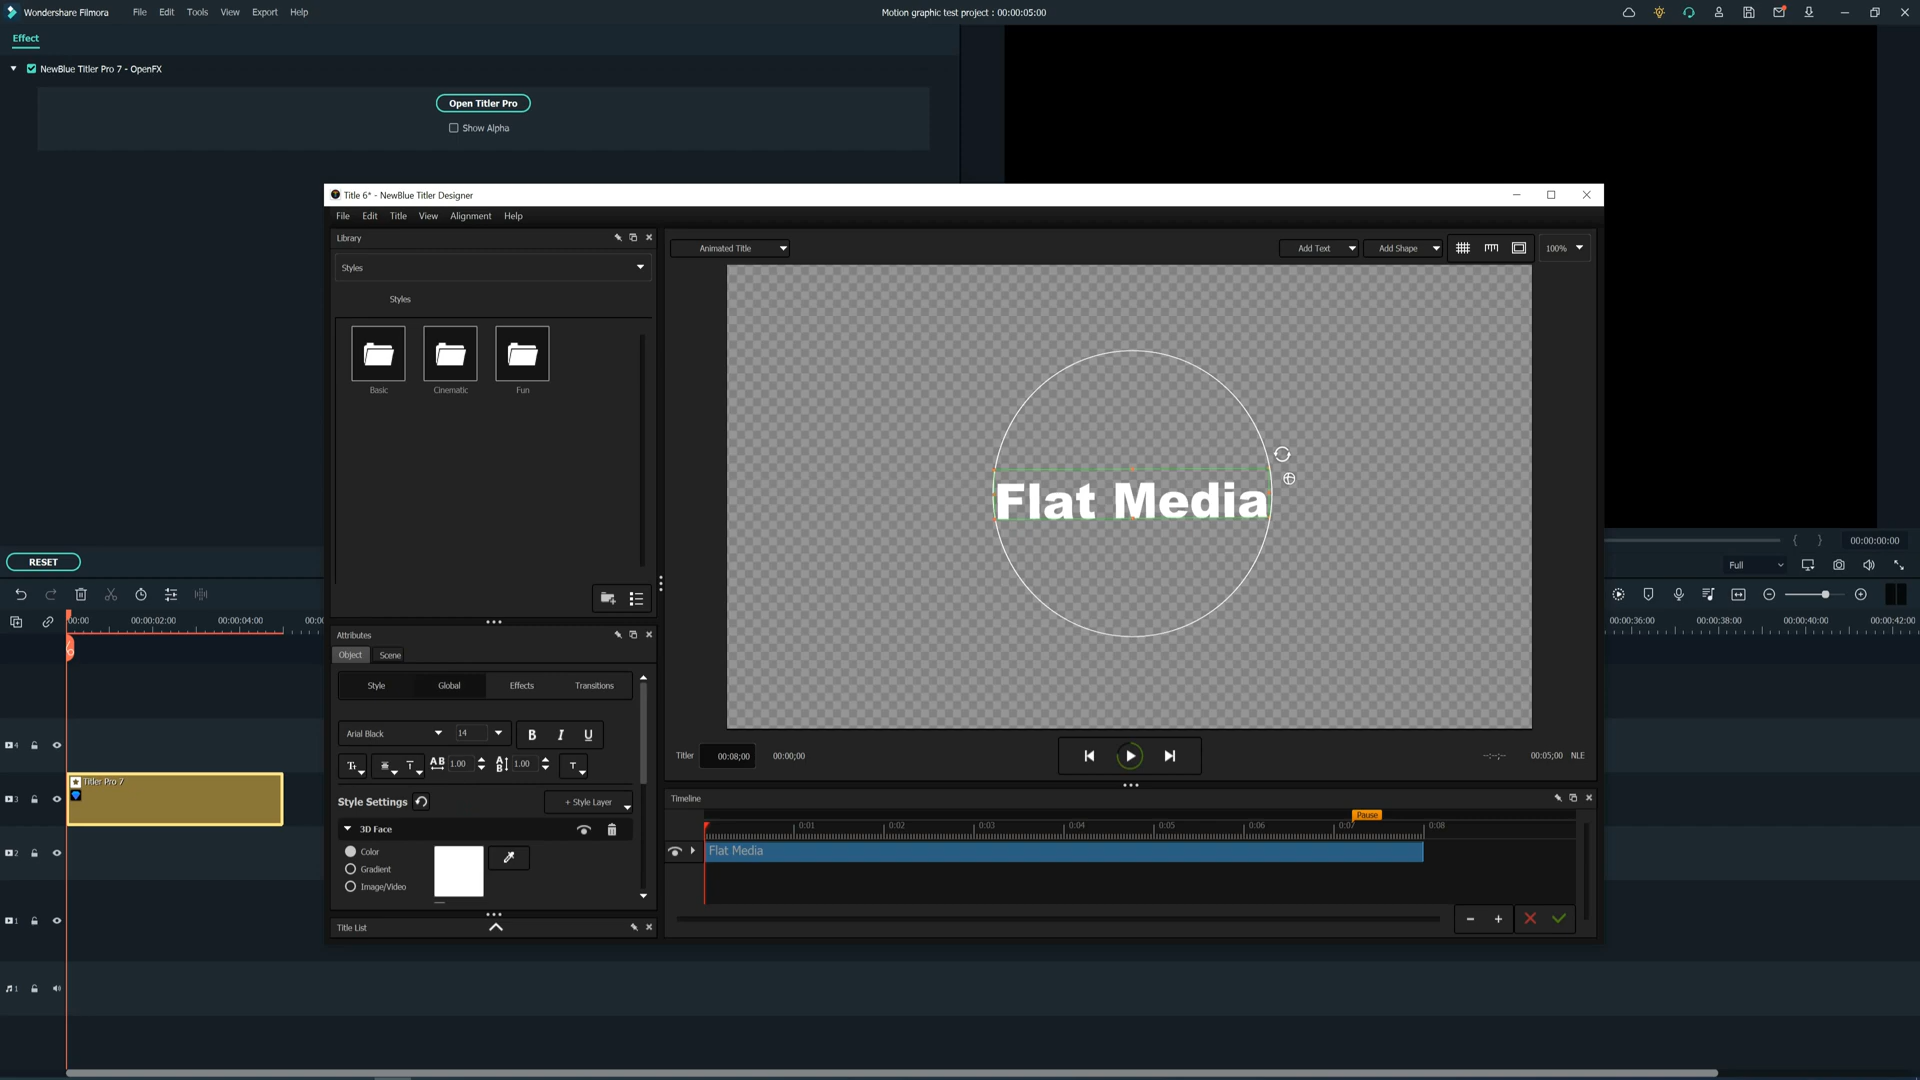 Wondershare Filmora File Edit Tools View Export Help
Motion graphic test project : 00:00:05:00
Effect
NewBlue Titler Pro 7 - OpenFX
Open Titler Pro
Show Alpha
Title 6* - NewBlue Titler Designer
File Edit Title View Alignment Help
Library
Styles
Styles
Basic Cinematic Fun
Animated Title
Add Text Add Shape 100%
Flat Media
Attributes
Object Scene
Style Global Effects Transitions
Arial Black 14 B I U
AB 1.00 AB 1.00
Style Settings
+ Style Layer
3D Face
Color
Gradient
Image/Video
Title List
Titler 00:08;00 00:00;00
--:--;-- 00:05;00 NLE
Timeline
Pause
0:01 0:02 0:03 0:04 0:05 0:06 0:07 0:08
Flat Media
00:00:00:00
Full
RESET
00:00 00:00:02:00 00:00:04:00
00:00:36:00 00:00:38:00 00:00:40:00 00:00:42:00
4
Titler Pro 7
3
2
1
1